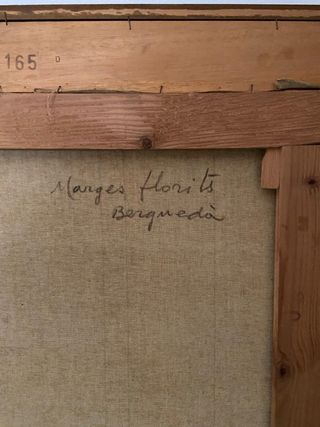 165 D
Marges florits
Berguedà